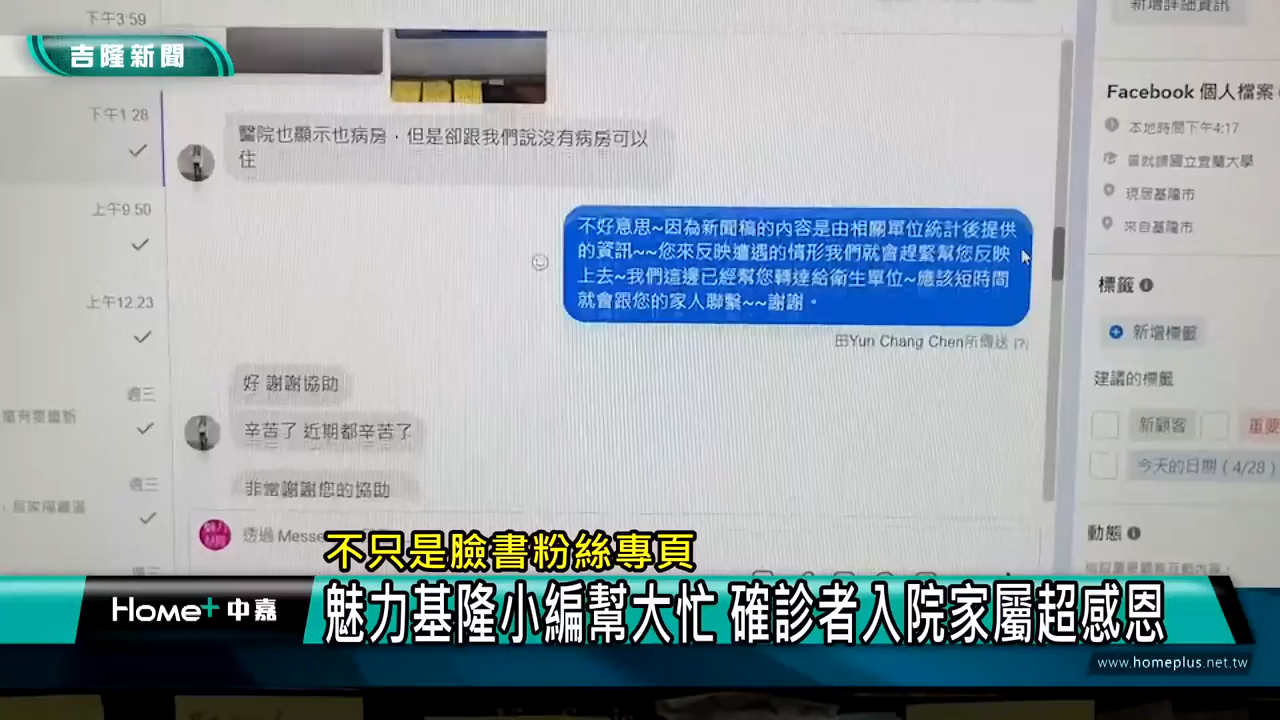 下午3:59
吉隆新聞
新增詳細資訊
下午1:28
醫院也顯示也病房，但是卻跟我們說沒有病房可以
住
Facebook 個人檔案
本地時間下午4:17
曾就讀國立宜蘭大學
現居基隆市
來自基隆市
上午9:50
不好意思~因為新聞稿的內容是由相關單位統計後提供
的資訊~~您來反映遭遇的情形我們就會趕緊幫您反映
上去~我們這邊已經幫您轉達給衛生單位~應該短時間
就會跟您的家人聯繫~~謝謝。
由Yun Chang Chen所傳送
上午12:23
標籤
新增標籤
建議的標籤
新顧客
重要
今天的日期 (4/28)
週三
好 謝謝協助
辛苦了 近期都辛苦了
週三
非常謝謝您的協助
魅力
透過 Messe
動態
不只是臉書粉絲專頁
Home+ 中嘉
魅力基隆小編幫大忙 確診者入院家屬超感恩
www.homeplus.net.tw